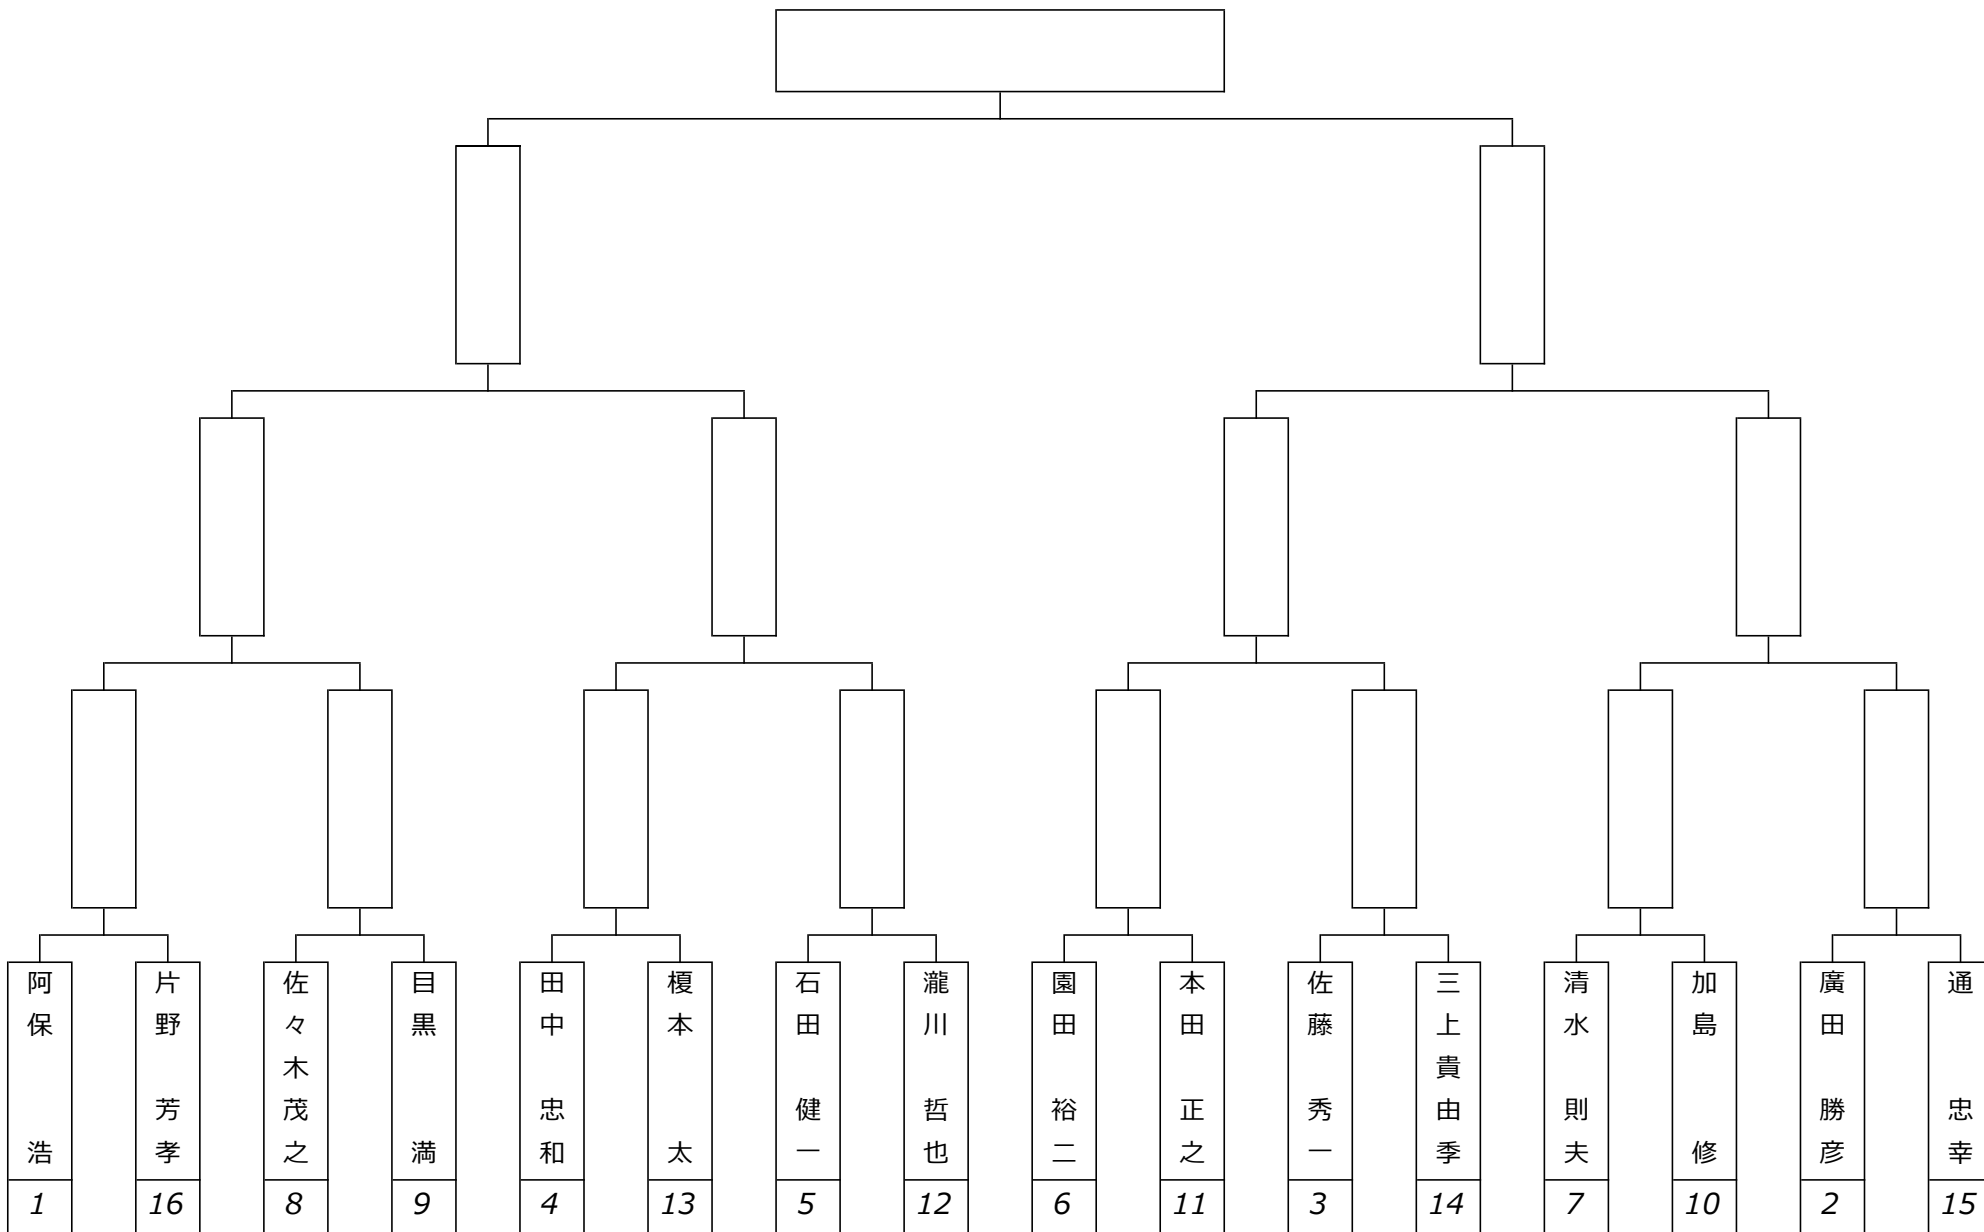 阿保 浩
1
片野 芳孝
16
佐々木茂之
8
目黒 満
9
田中 忠和
4
榎本 太
13
石田 健一
5
瀧川 哲也
12
園田 裕二
6
本田 正之
11
佐藤 秀一
3
三上貴由季
14
清水 則夫
7
加島 修
10
廣田 勝彦
2
通 忠幸
15